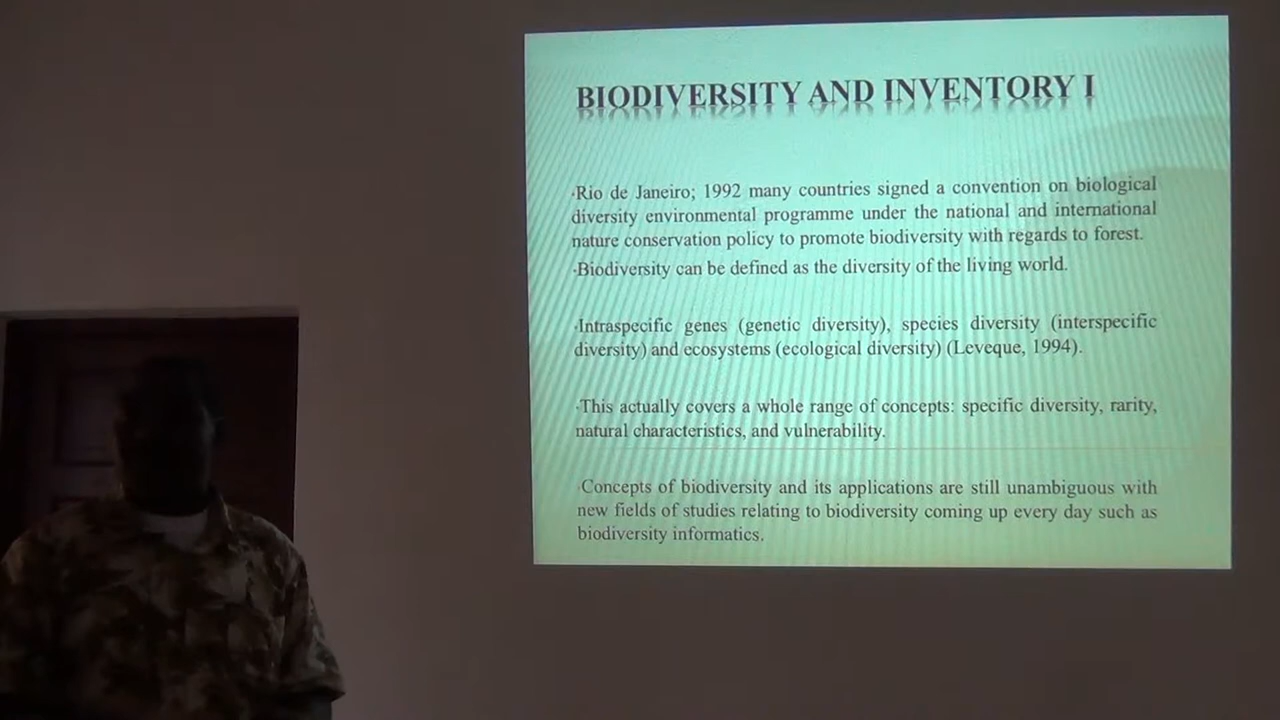 BIODIVERSITY AND INVENTORY I
·Rio de Janeiro; 1992 many countries signed a convention on biological
diversity environmental programme under the national and international
nature conservation policy to promote biodiversity with regards to forest.
·Biodiversity can be defined as the diversity of the living world.
·Intraspecific genes (genetic diversity), species diversity (interspecific
diversity) and ecosystems (ecological diversity) (Leveque, 1994).
·This actually covers a whole range of concepts: specific diversity, rarity,
natural characteristics, and vulnerability.
·Concepts of biodiversity and its applications are still unambiguous with
new fields of studies relating to biodiversity coming up every day such as
biodiversity informatics.